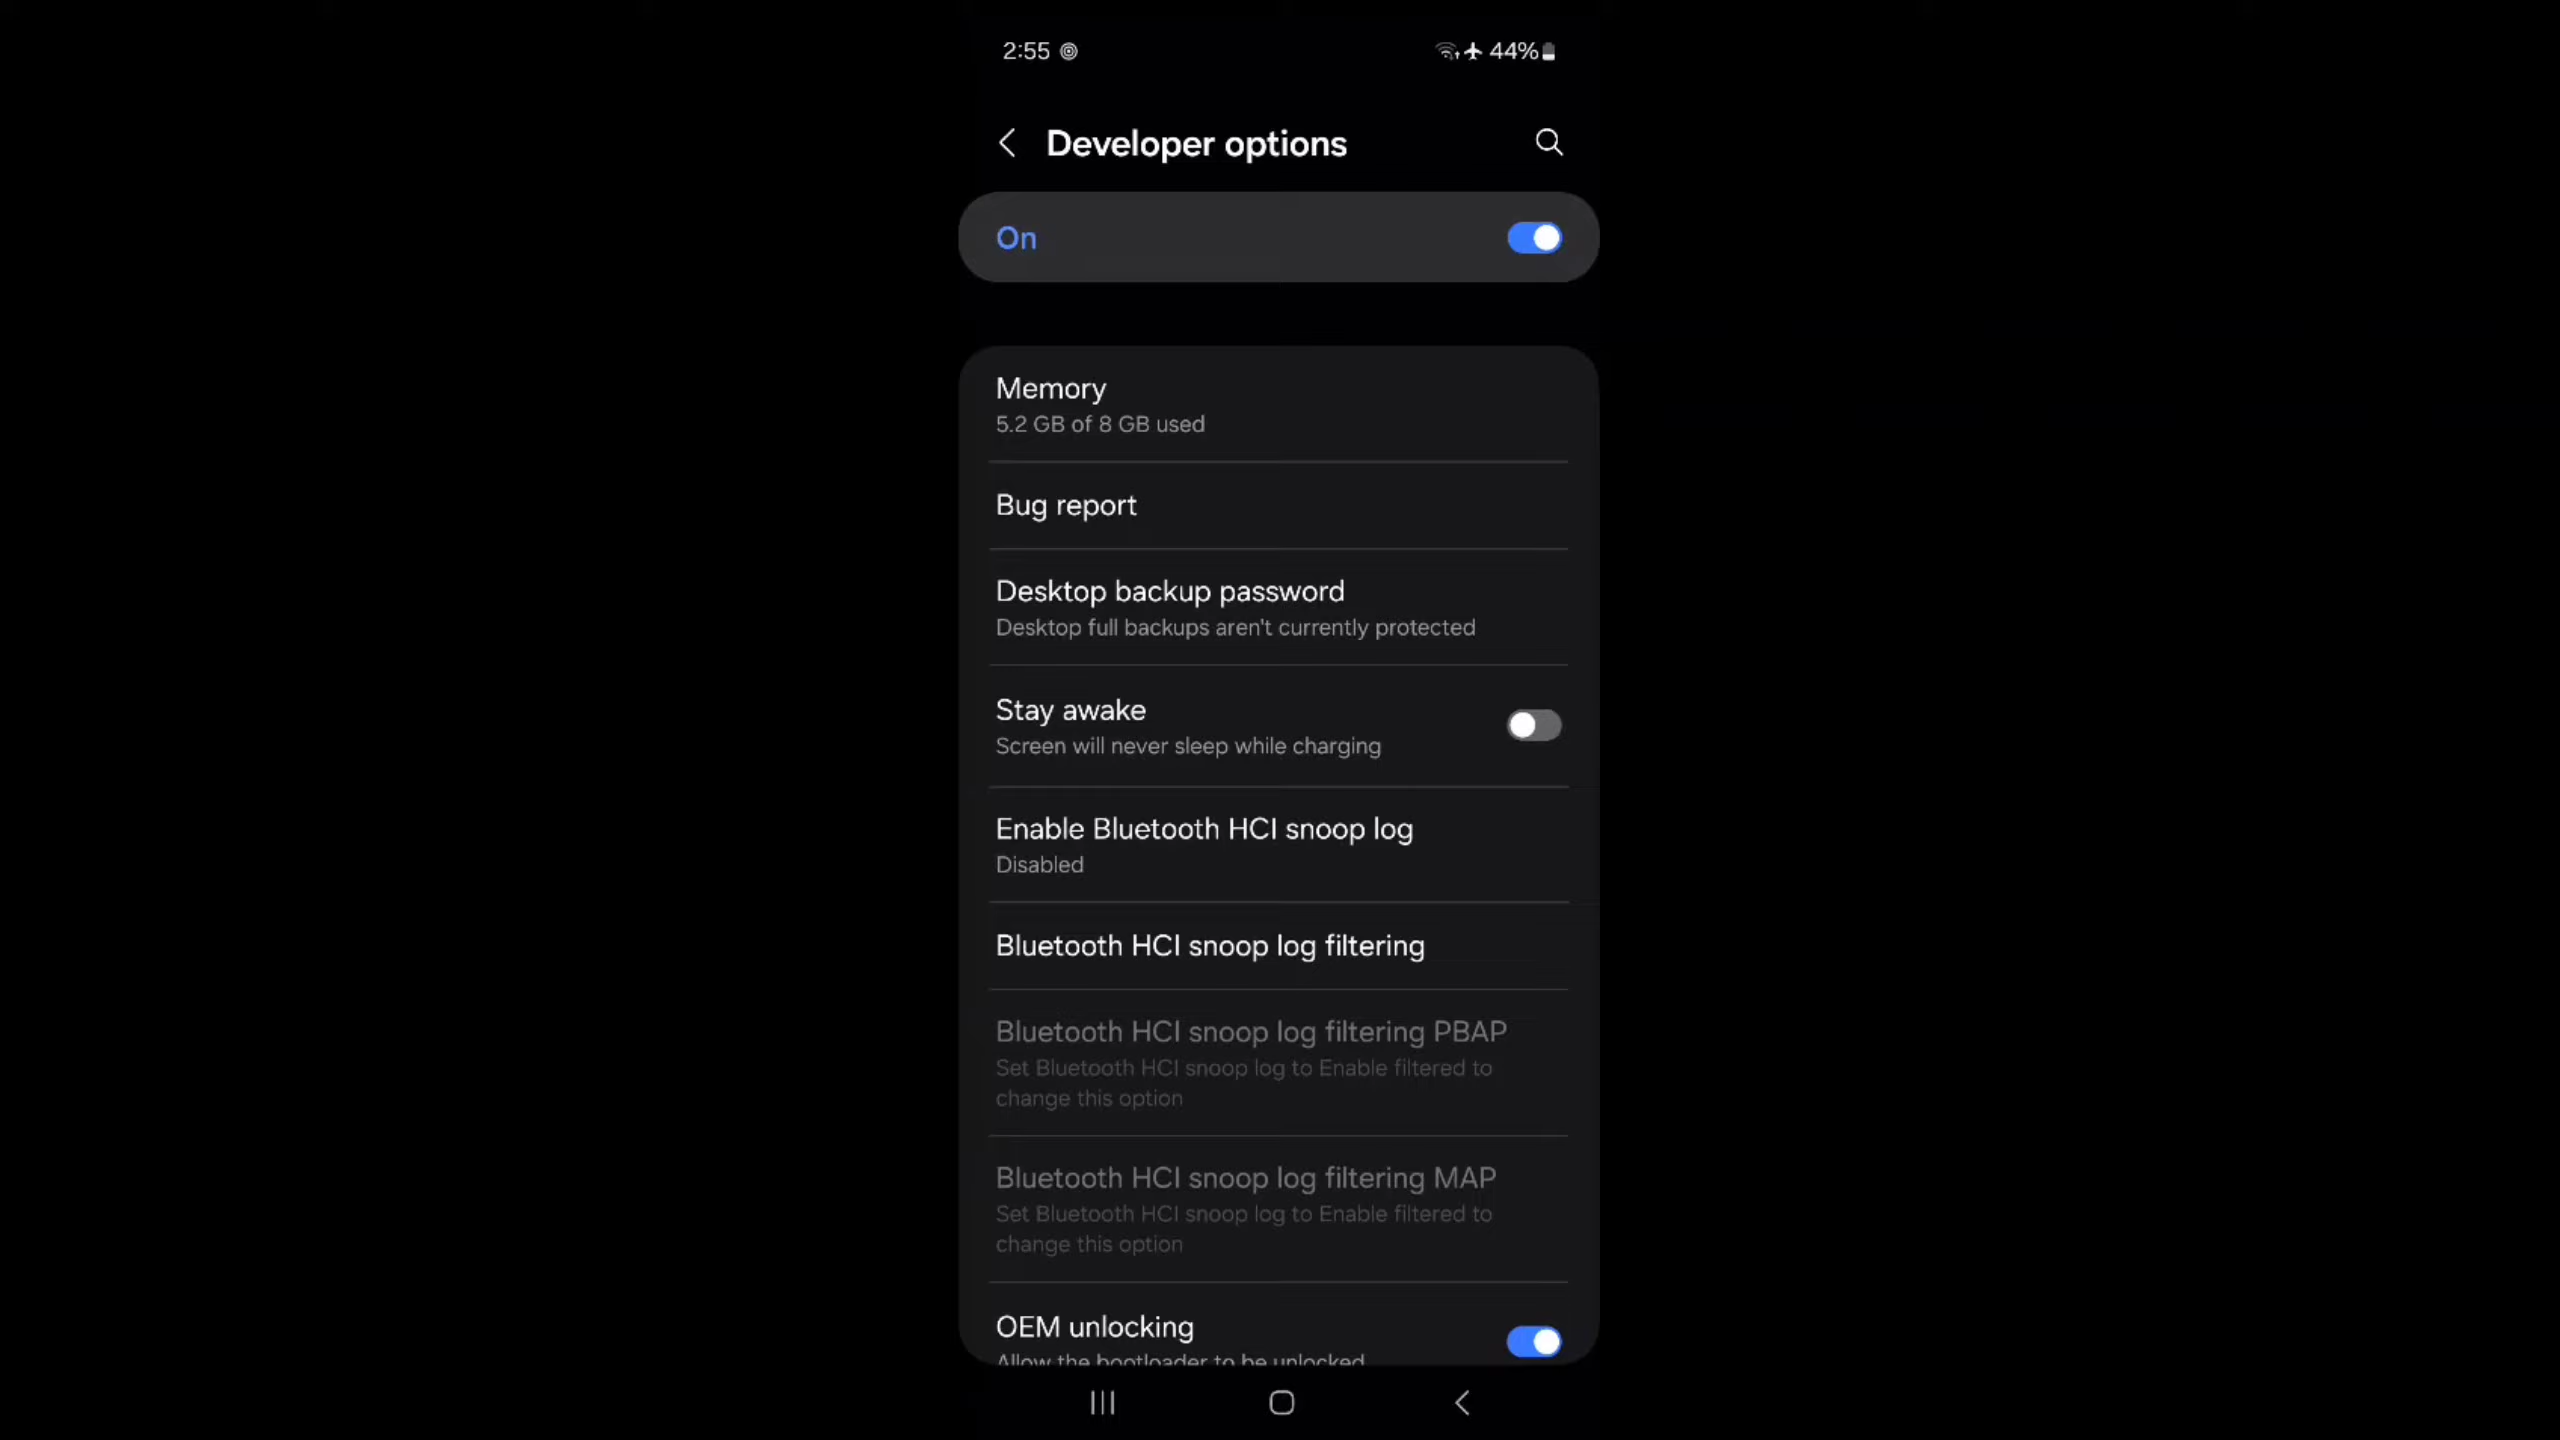 2:55
44%
Developer options
On
Memory
5.2 GB of 8 GB used
Bug report
Desktop backup password
Desktop full backups aren't currently protected
Stay awake
Screen will never sleep while charging
Enable Bluetooth HCI snoop log
Disabled
Bluetooth HCI snoop log filtering
Bluetooth HCI snoop log filtering PBAP
Set Bluetooth HCI snoop log to Enable filtered to
change this option
Bluetooth HCI snoop log filtering MAP
Set Bluetooth HCI snoop log to Enable filtered to
change this option
OEM unlocking
Allow the bootloader to be unlocked